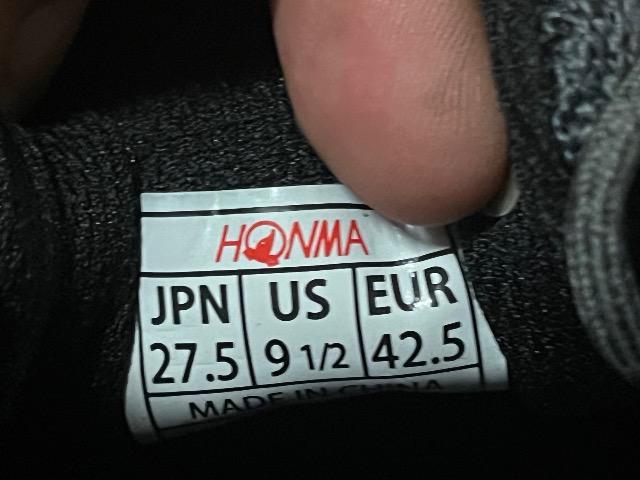 HONMA
JPN US EUR
27.5 9 1/2 42.5
MADE IN CHINA